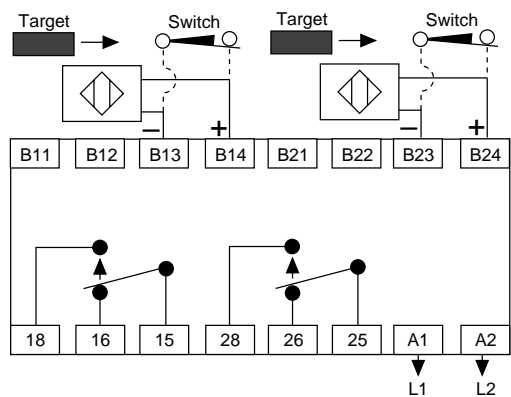 Target Switch Target Switch
− + − +
B11 B12 B13 B14 B21 B22 B23 B24
18 16 15 28 26 25 A1 A2
L1 L2